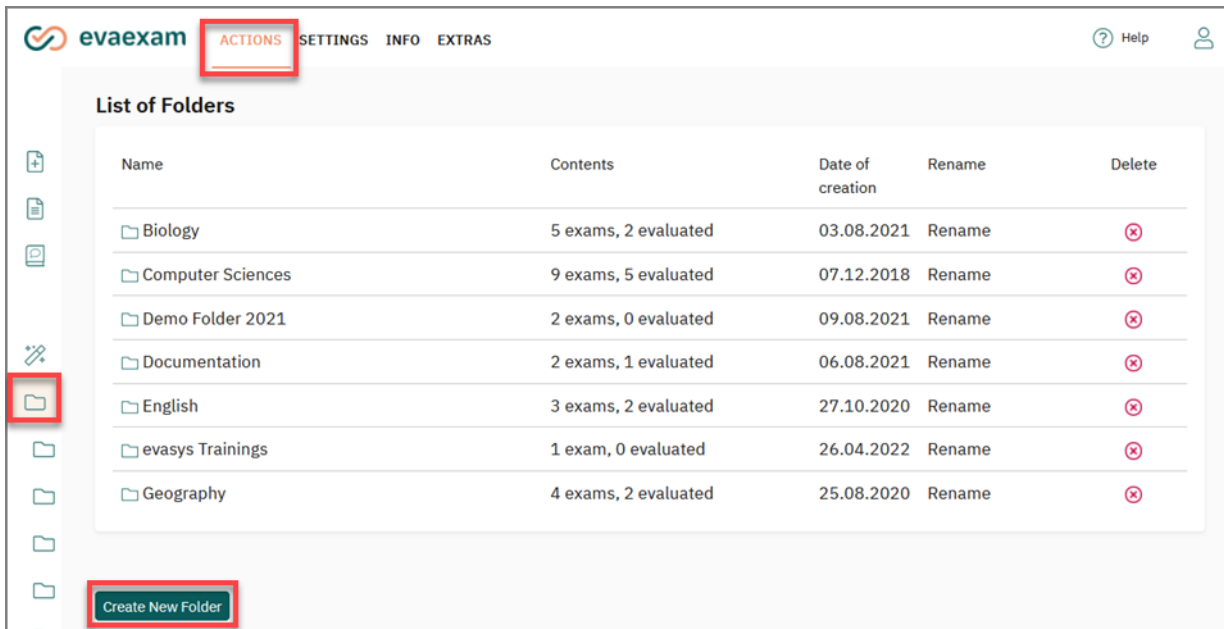 evaexam ACTIONS SETTINGS INFO EXTRAS ? Help
List of Folders
Name Contents Date of creation Rename Delete
Biology 5 exams, 2 evaluated 03.08.2021 Rename
Computer Sciences 9 exams, 5 evaluated 07.12.2018 Rename
Demo Folder 2021 2 exams, 0 evaluated 09.08.2021 Rename
Documentation 2 exams, 1 evaluated 06.08.2021 Rename
English 3 exams, 2 evaluated 27.10.2020 Rename
evasys Trainings 1 exam, 0 evaluated 26.04.2022 Rename
Geography 4 exams, 2 evaluated 25.08.2020 Rename
Create New Folder